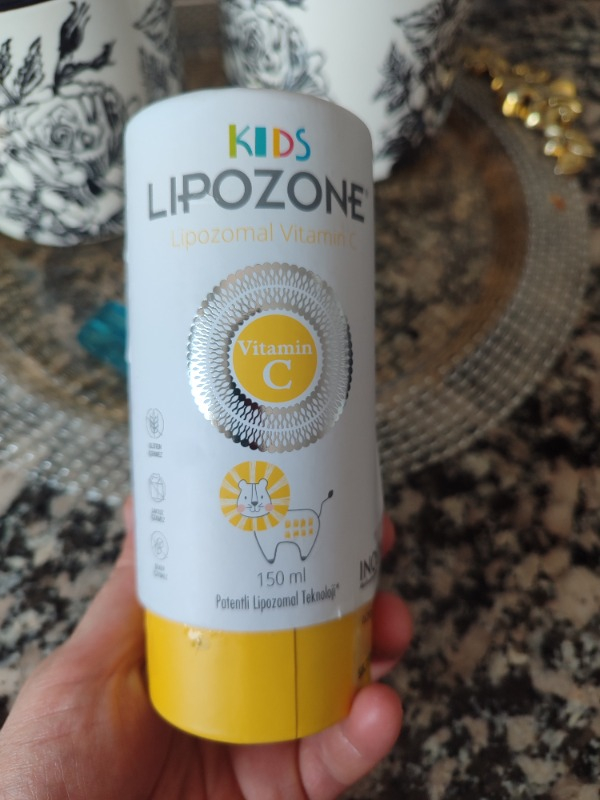 KIDS
LIPOZONE®
Lipozomal Vitamin C
Vitamin
C
150 ml
Patentli Lipozomal Teknoloji®